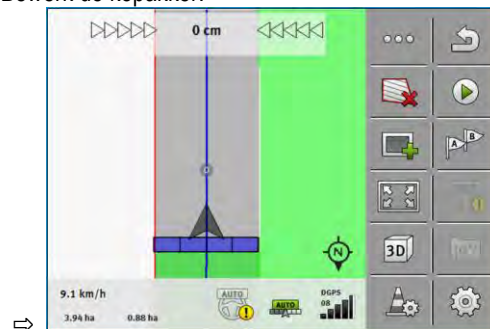 0 cm
A B
3D
N
9.1 km/h
AUTO
AUTO
DGPS
08
3.94 ha 0.88 ha
⇨